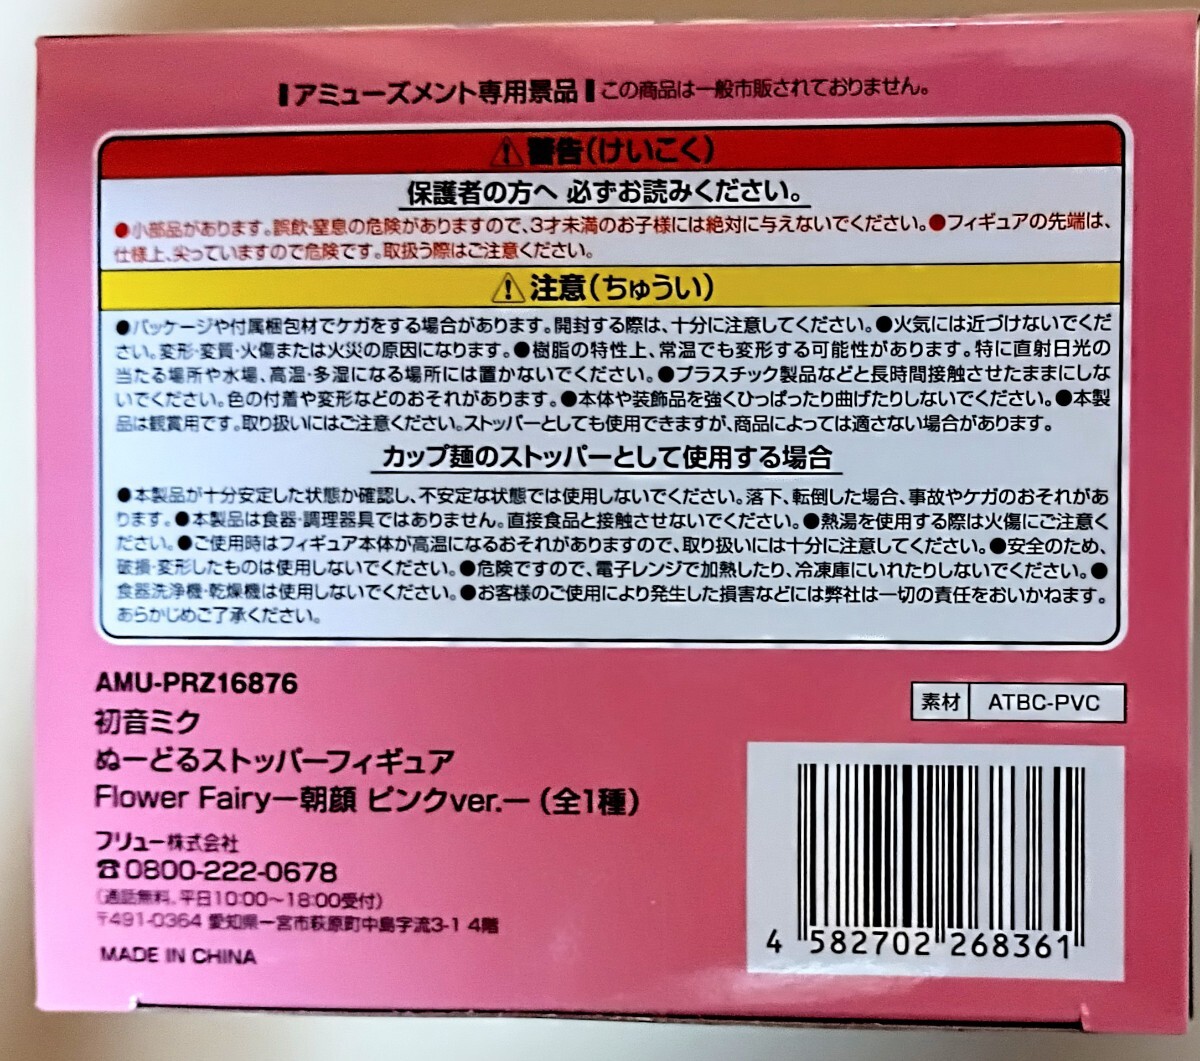 アミューズメント専用景品 この商品は一般市販されておりません。
警告(けいこく)
保護者の方へ 必ずお読みください。
●小部品があります。誤飲・窒息の危険がありますので、3才未満のお子様には絶対に与えないでください。●フィギュアの先端は、
仕様上、尖っていますので危険です。取扱う際はご注意ください。
注意(ちゅうい)
●パッケージや付属梱包材でケガをする場合があります。開封する際は、十分に注意してください。●火気には近づけないでくだ
さい。変形・変質・火傷または火災の原因になります。●樹脂の特性上、常温でも変形する可能性があります。特に直射日光の
当たる場所や水場、高温・多湿になる場所には置かないでください。●プラスチック製品などと長時間接触させたままにしな
いでください。色の付着や変形などのおそれがあります。●本体や装飾品を強くひっぱったり曲げたりしないでください。●本製
品は観賞用です。取り扱いにはご注意ください。ストッパーとしても使用できますが、商品によっては適さない場合があります。
カップ麺のストッパーとして使用する場合
●本製品が十分安定した状態か確認し、不安定な状態では使用しないでください。落下、転倒した場合、事故やケガのおそれがあ
ります。●本製品は食器・調理器具ではありません。直接食品と接触させないでください。●熱湯を使用する際は火傷にご注意く
ださい。●ご使用時はフィギュア本体が高温になるおそれがありますので、取り扱いには十分に注意してください。●安全のため、
破損・変形したものは使用しないでください。●危険ですので、電子レンジで加熱したり、冷凍庫にいれたりしないでください。●
食器洗浄機・乾燥機は使用しないでください。●お客様のご使用により発生した損害などには弊社は一切の責任をおいかねます。
あらかじめご了承ください。
AMU-PRZ16876
初音ミク
ぬーどるストッパーフィギュア
Flower Fairyー朝顔 ピンクver.ー(全1種)
フリュー株式会社
☎0800-222-0678
(通話無料、平日10:00～18:00受付)
〒491-0364 愛知県一宮市萩原町中島字流3-1 4階
MADE IN CHINA
素材 ATBC-PVC
4 582702 268361